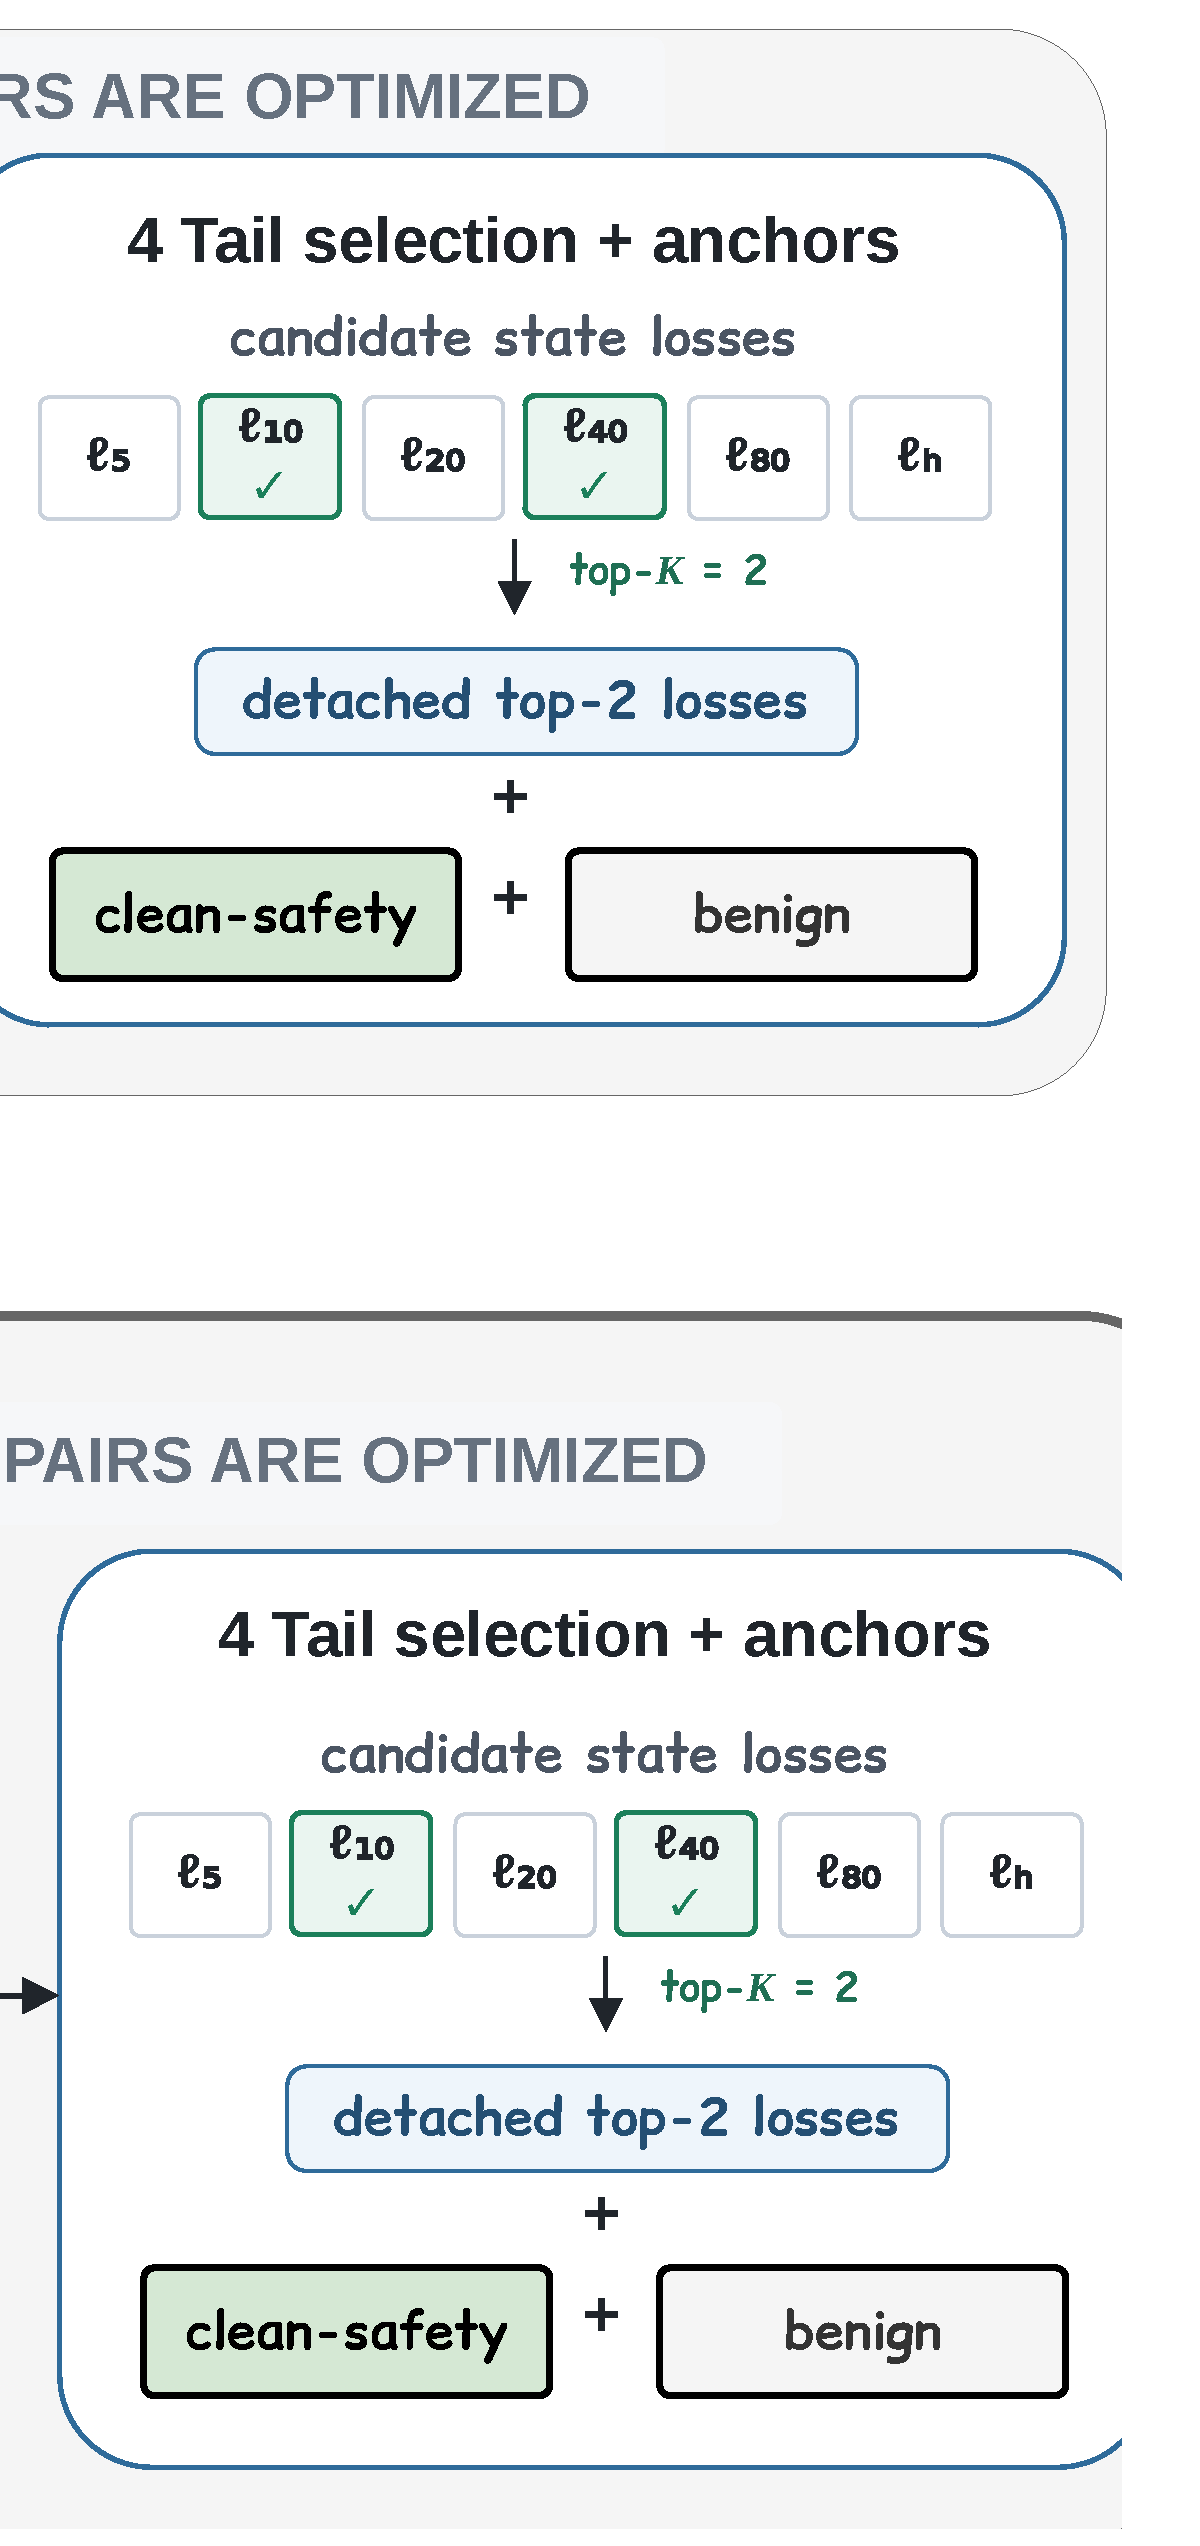 RS ARE OPTIMIZED
4 Tail selection + anchors
candidate state losses
ℓ5 ℓ10 ✓ ℓ20 ℓ40 ✓ ℓ80 ℓh
top-K = 2
detached top-2 losses
+
clean-safety + benign
PAIRS ARE OPTIMIZED
4 Tail selection + anchors
candidate state losses
ℓ5 ℓ10 ✓ ℓ20 ℓ40 ✓ ℓ80 ℓh
top-K = 2
detached top-2 losses
+
clean-safety + benign